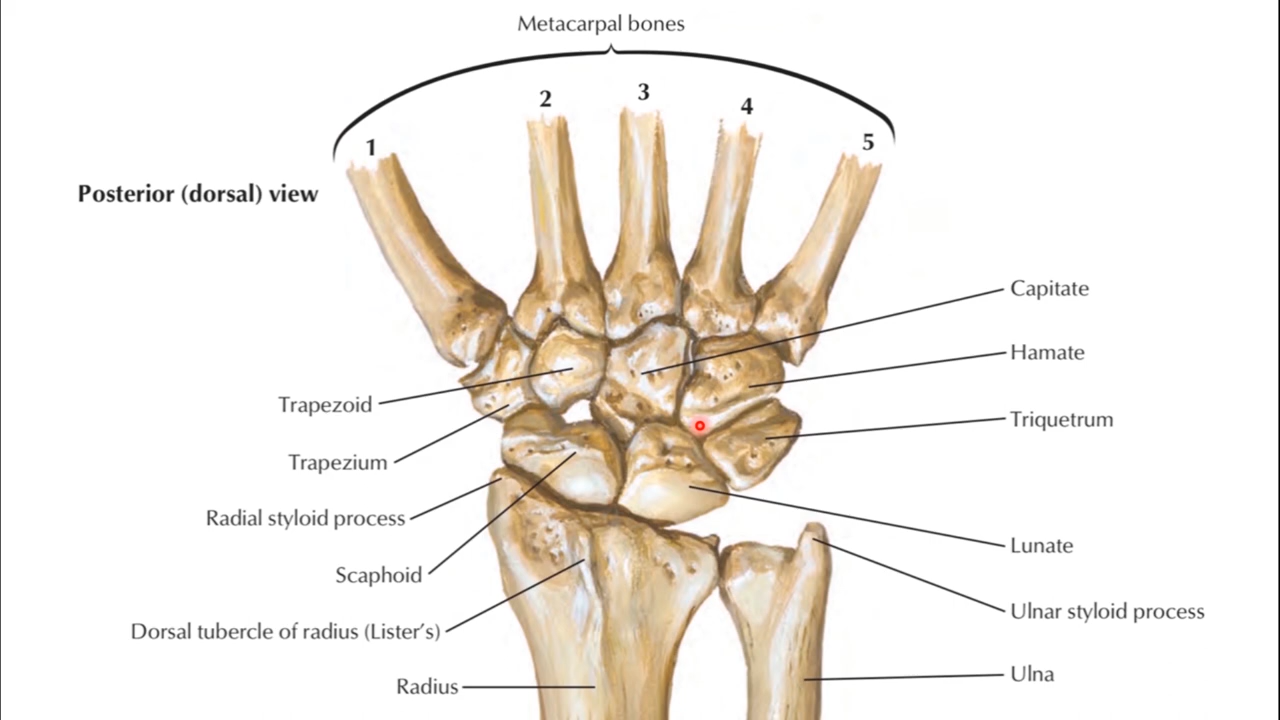 Metacarpal bones
1
2
3
4
5
Posterior (dorsal) view
Capitate
Hamate
Triquetrum
Lunate
Ulnar styloid process
Ulna
Trapezoid
Trapezium
Radial styloid process
Scaphoid
Dorsal tubercle of radius (Lister’s)
Radius